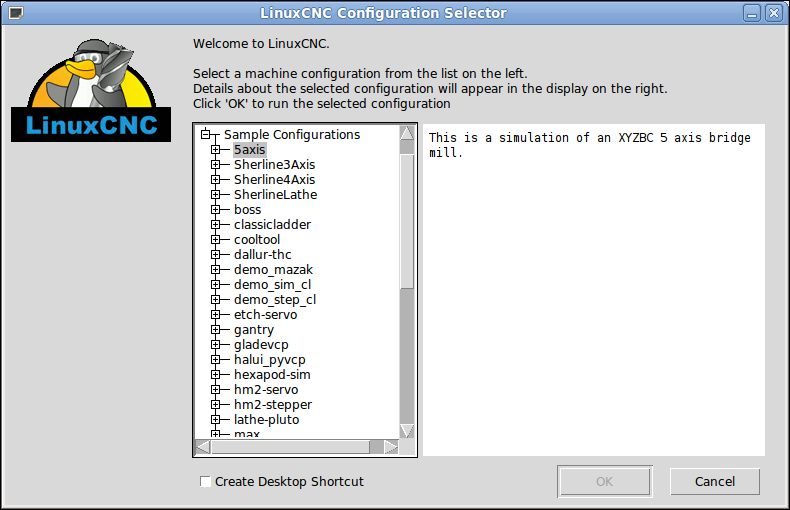 LinuxCNC Configuration Selector
LinuxCNC
Welcome to LinuxCNC.
Select a machine configuration from the list on the left.
Details about the selected configuration will appear in the display on the right.
Click 'OK' to run the selected configuration
Sample Configurations
5axis
Sherline3Axis
Sherline4Axis
SherlineLathe
boss
classicladder
cooltool
dallur-thc
demo_mazak
demo_sim_cl
demo_step_cl
etch-servo
gantry
gladevcp
halui_pyvcp
hexapod-sim
hm2-servo
hm2-stepper
lathe-pluto
max
This is a simulation of an XYZBC 5 axis bridge
mill.
Create Desktop Shortcut
OK
Cancel